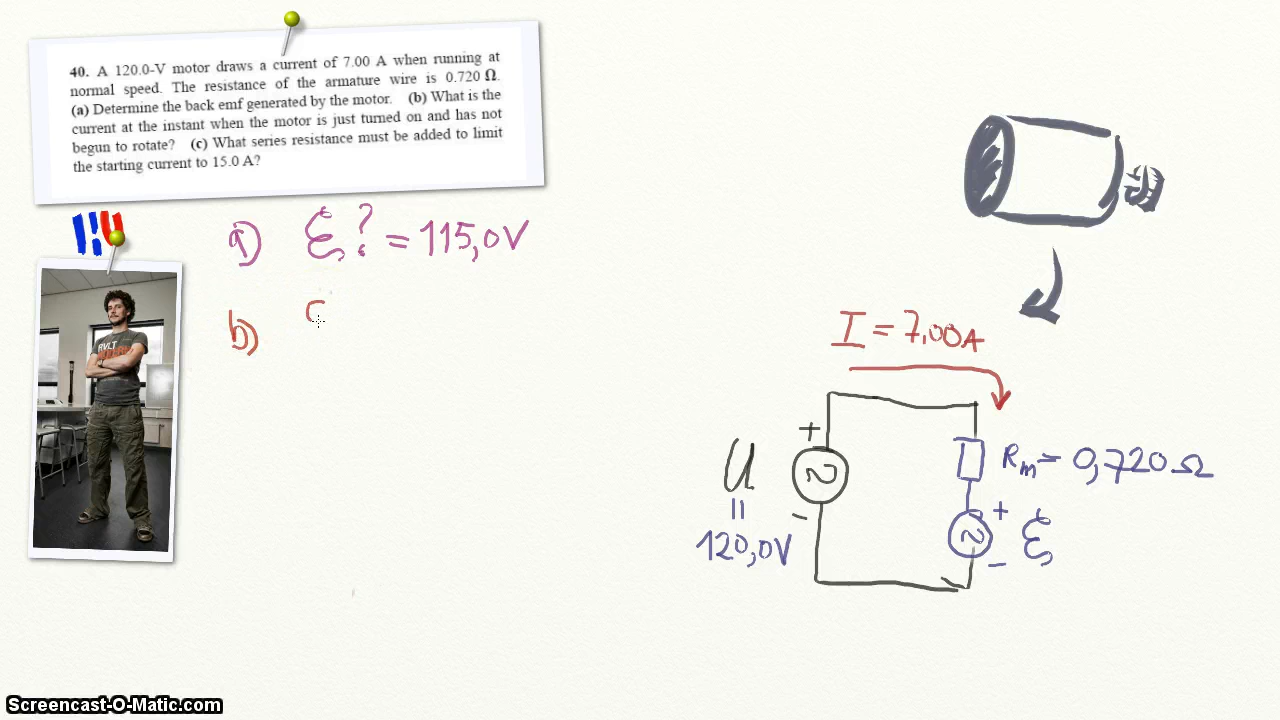 40. A 120.0-V motor draws a current of 7.00 A when running at
normal speed. The resistance of the armature wire is 0.720 Ω.
(a) Determine the back emf generated by the motor. (b) What is the
current at the instant when the motor is just turned on and has not
begun to rotate? (c) What series resistance must be added to limit
the starting current to 15.0 A?
a) ℰ? = 115,0V
b)
I = 7,00A
+
U
=
120,0V
-
Rm = 0,720 Ω
+
ℰ
-
RVLT
Screencast-O-Matic.com